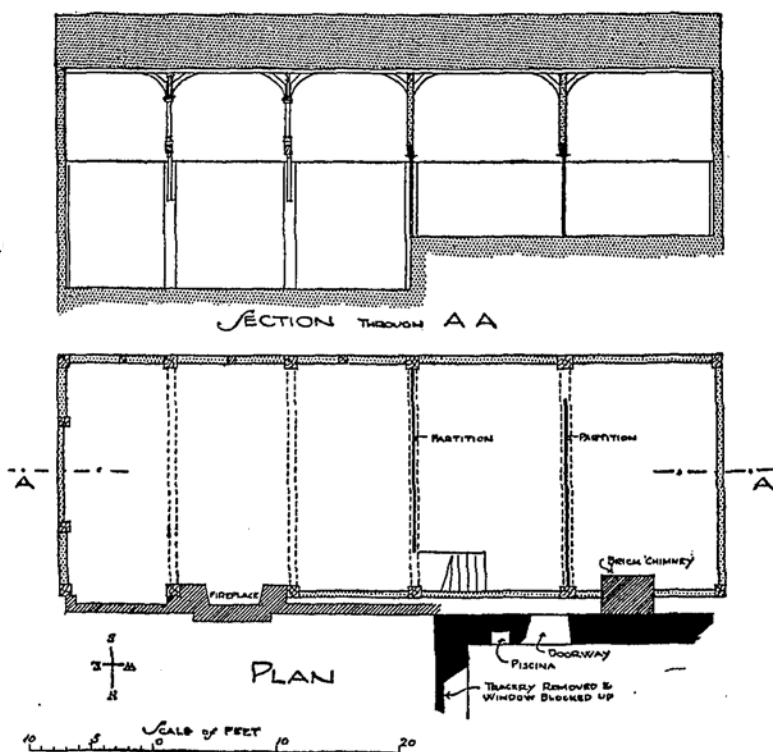 SECTION THROUGH A A
PARTITION
PARTITION
A
A
BRICK CHIMNEY
FIREPLACE
DOORWAY
PISCINA
S
E W
N
PLAN
TRACERY REMOVED &
WINDOW BLOCKED UP
SCALE of FEET
10 5 0 10 20